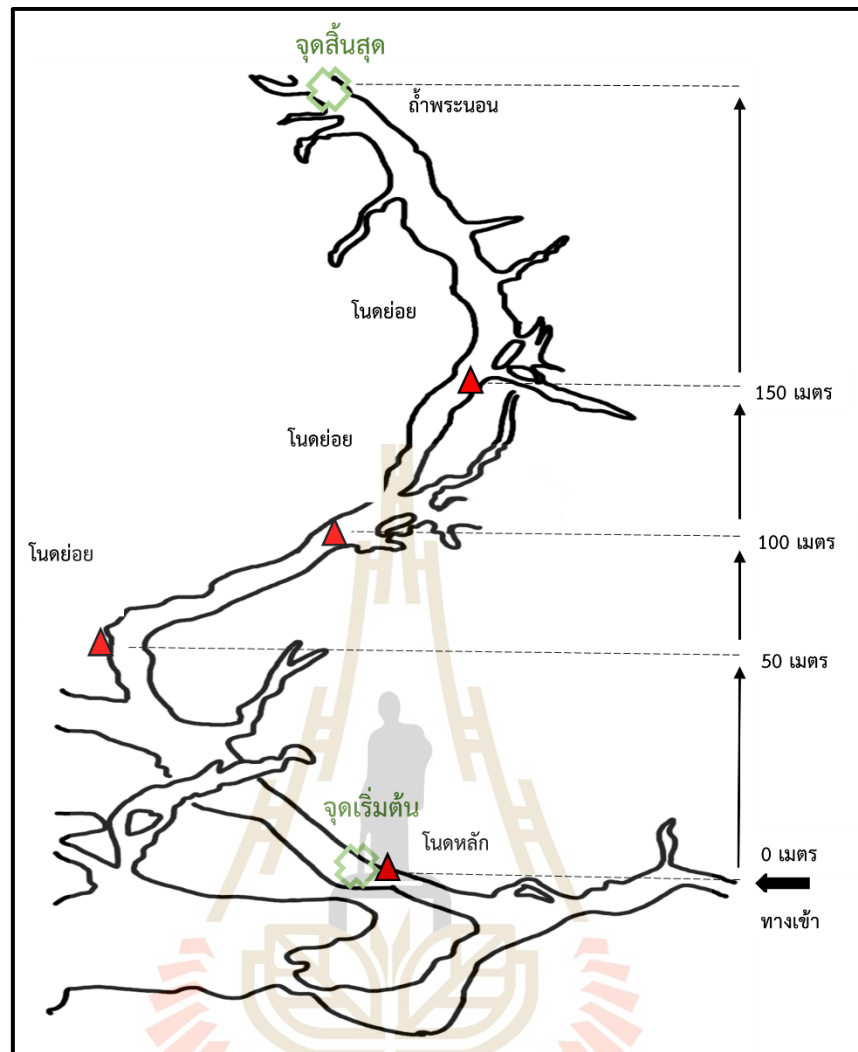 จุดสิ้นสุด
ถ้ำพระนอน
โนดย่อย
150 เมตร
โนดย่อย
100 เมตร
โนดย่อย
50 เมตร
จุดเริ่มต้น
โนดหลัก
0 เมตร
ทางเข้า